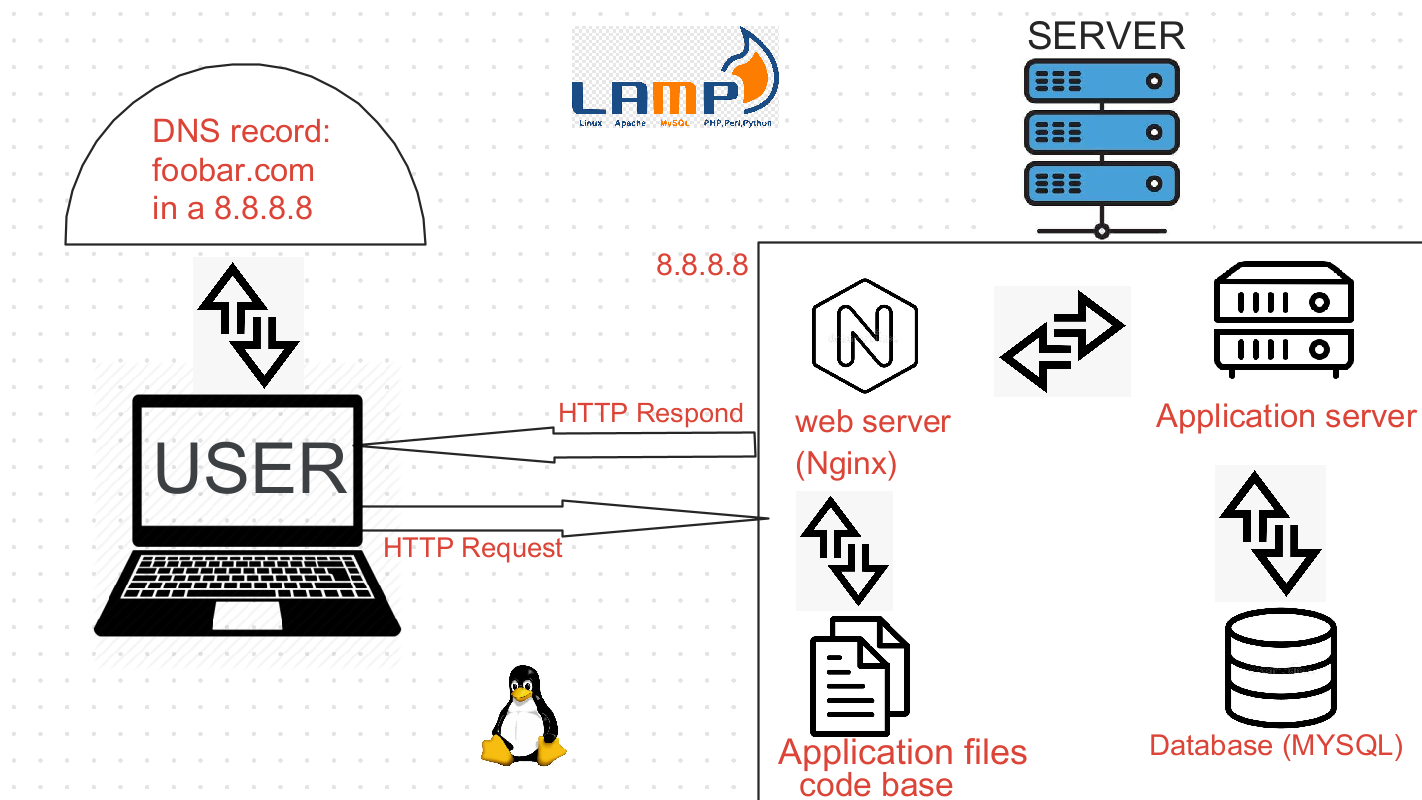 SERVER
LAMP
Linux Apache MySQL PHP,Perl,Python
DNS record:
foobar.com
in a 8.8.8.8
8.8.8.8
HTTP Respond
USER
HTTP Request
N
web server
(Nginx)
Application server
Application files
code base
Database (MYSQL)